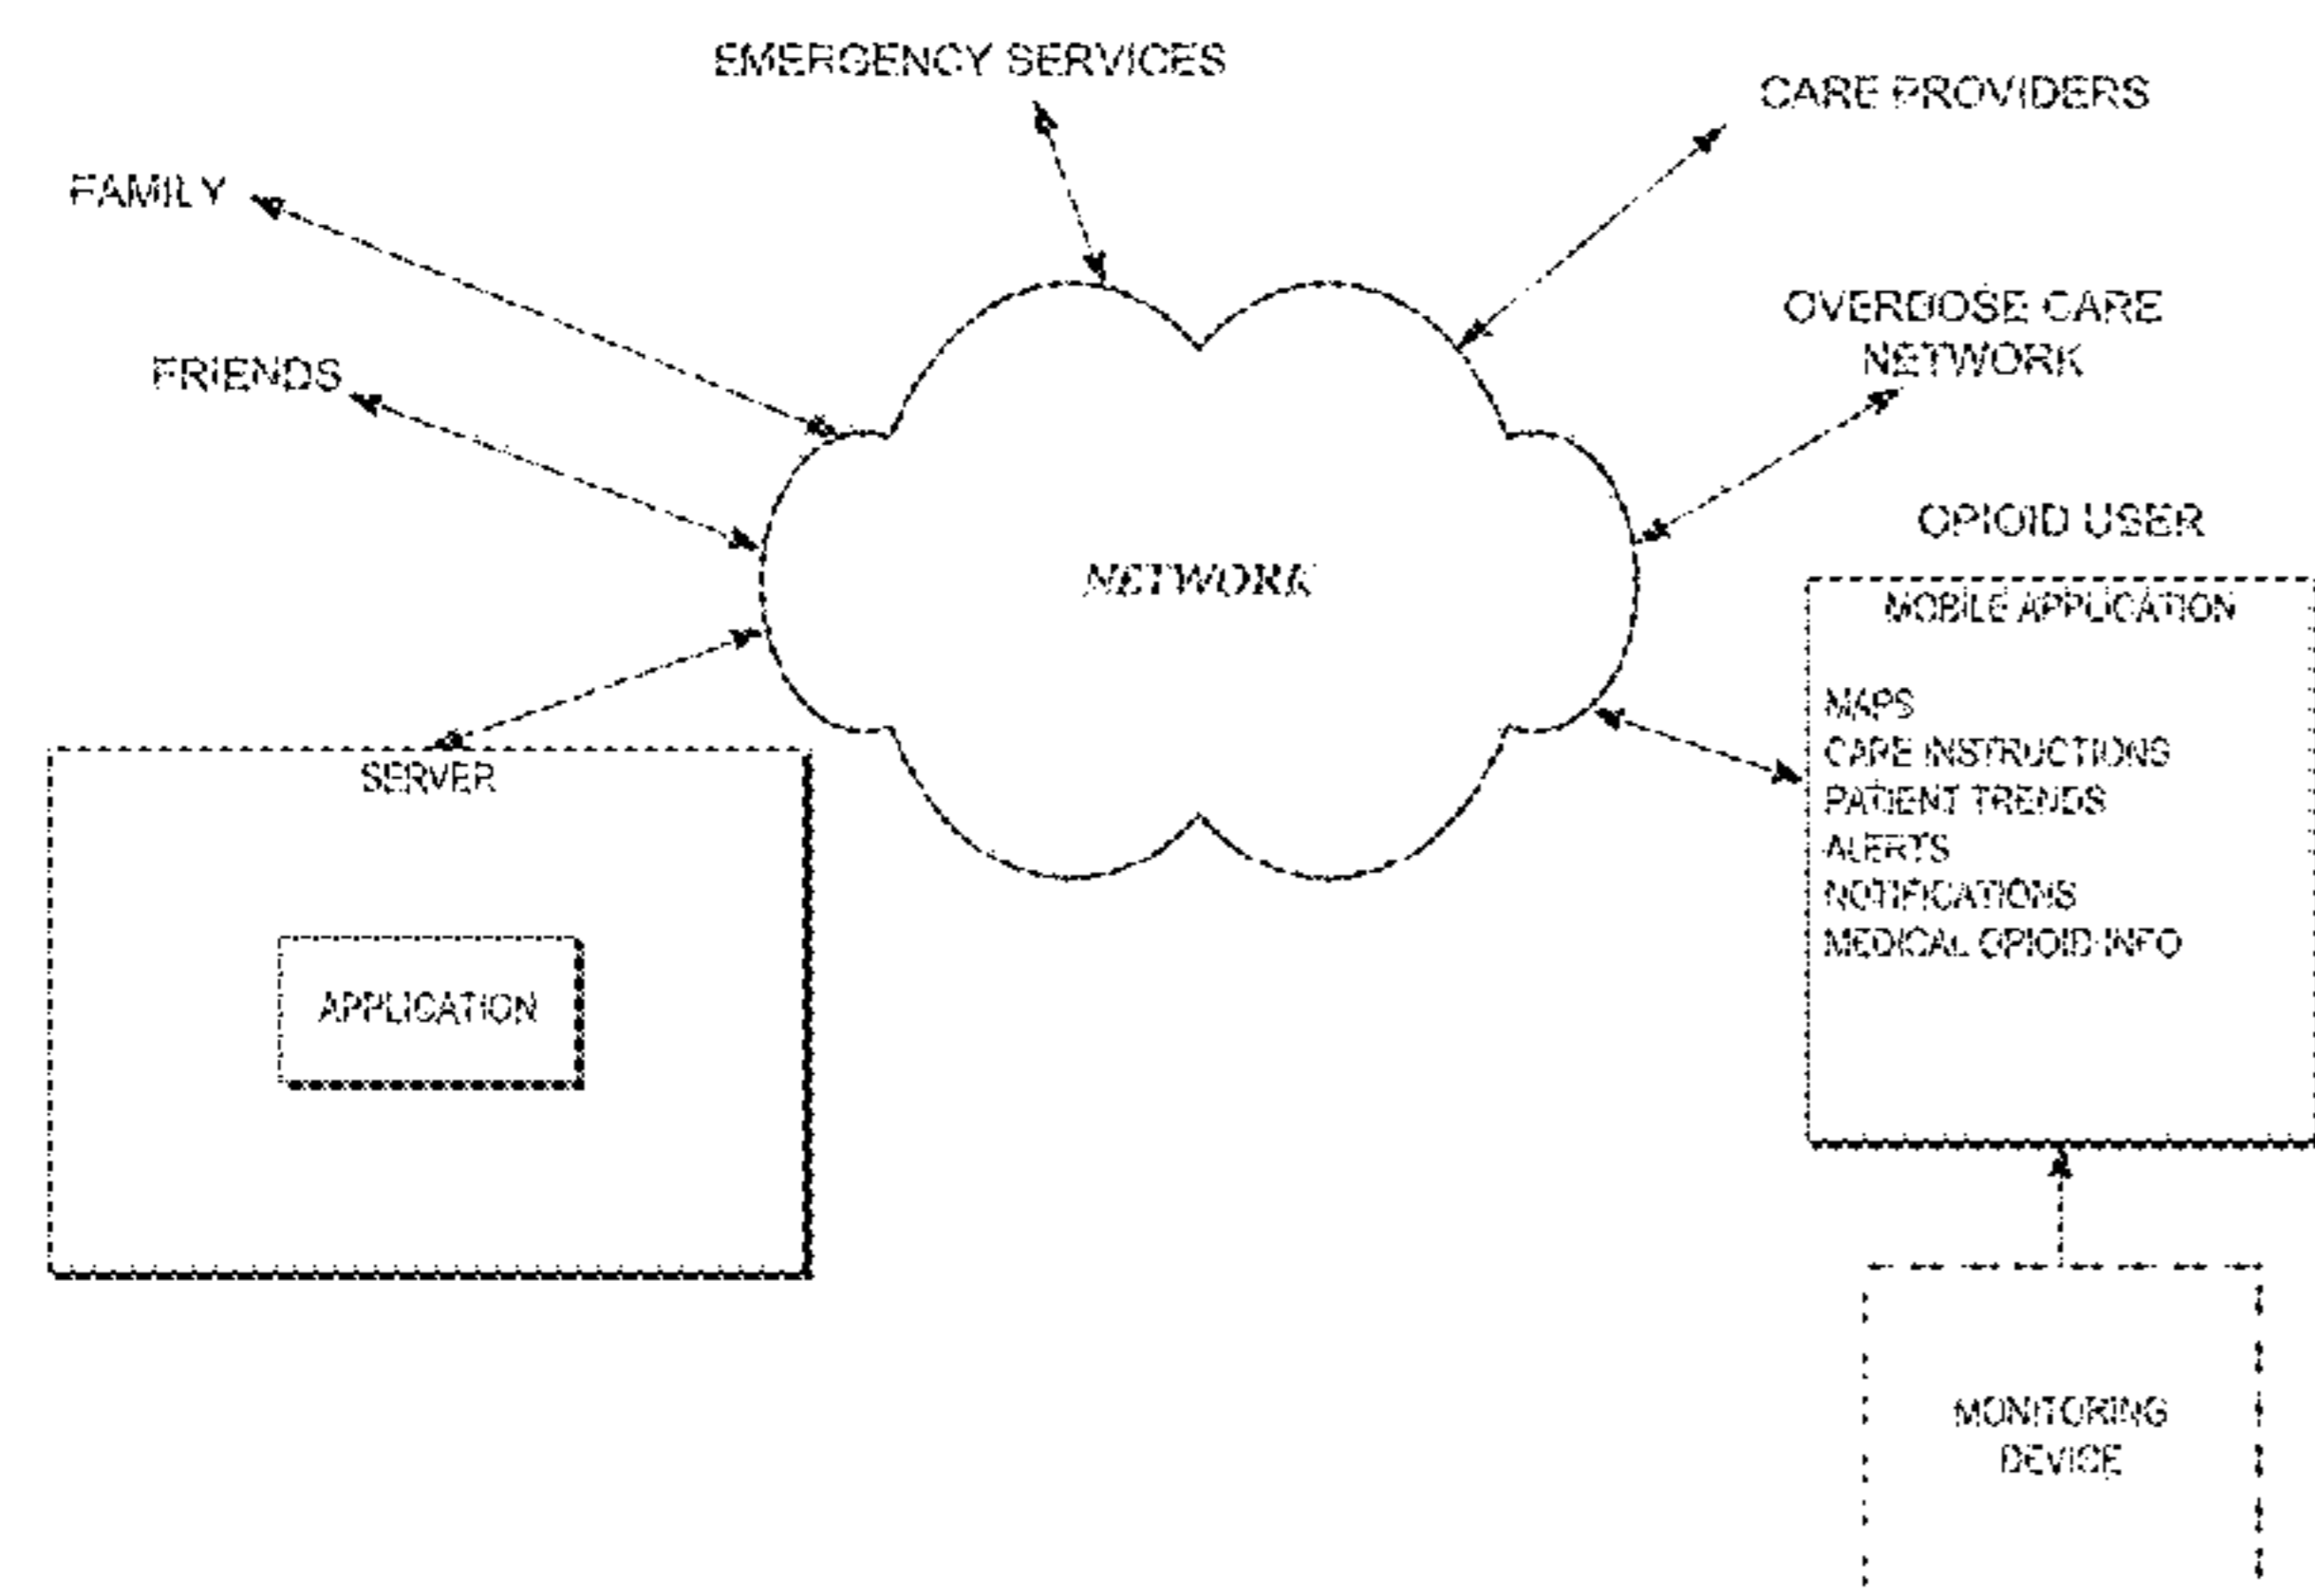 EMERGENCY SERVICES
CARE PROVIDERS
FAMILY
OVERDOSE CARE
NETWORK
FRIENDS
OPIOID USER
NETWORK
MOBILE APPLICATION
MAPS
CARE INSTRUCTIONS
PATIENT TRENDS
ALERTS
NOTIFICATIONS
MEDICAL OPIOID INFO
SERVER
APPLICATION
MONITORING
DEVICE